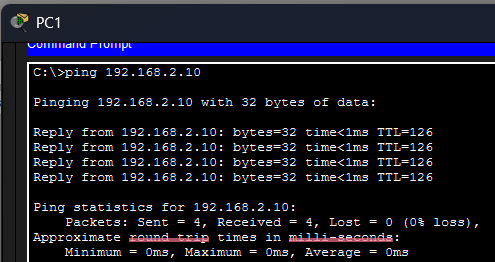 PC1
Command Prompt
C:\>ping 192.168.2.10
Pinging 192.168.2.10 with 32 bytes of data:
Reply from 192.168.2.10: bytes=32 time<1ms TTL=126
Reply from 192.168.2.10: bytes=32 time<1ms TTL=126
Reply from 192.168.2.10: bytes=32 time<1ms TTL=126
Reply from 192.168.2.10: bytes=32 time<1ms TTL=126
Ping statistics for 192.168.2.10:
Packets: Sent = 4, Received = 4, Lost = 0 (0% loss),
Approximate round trip times in milli-seconds:
Minimum = 0ms, Maximum = 0ms, Average = 0ms